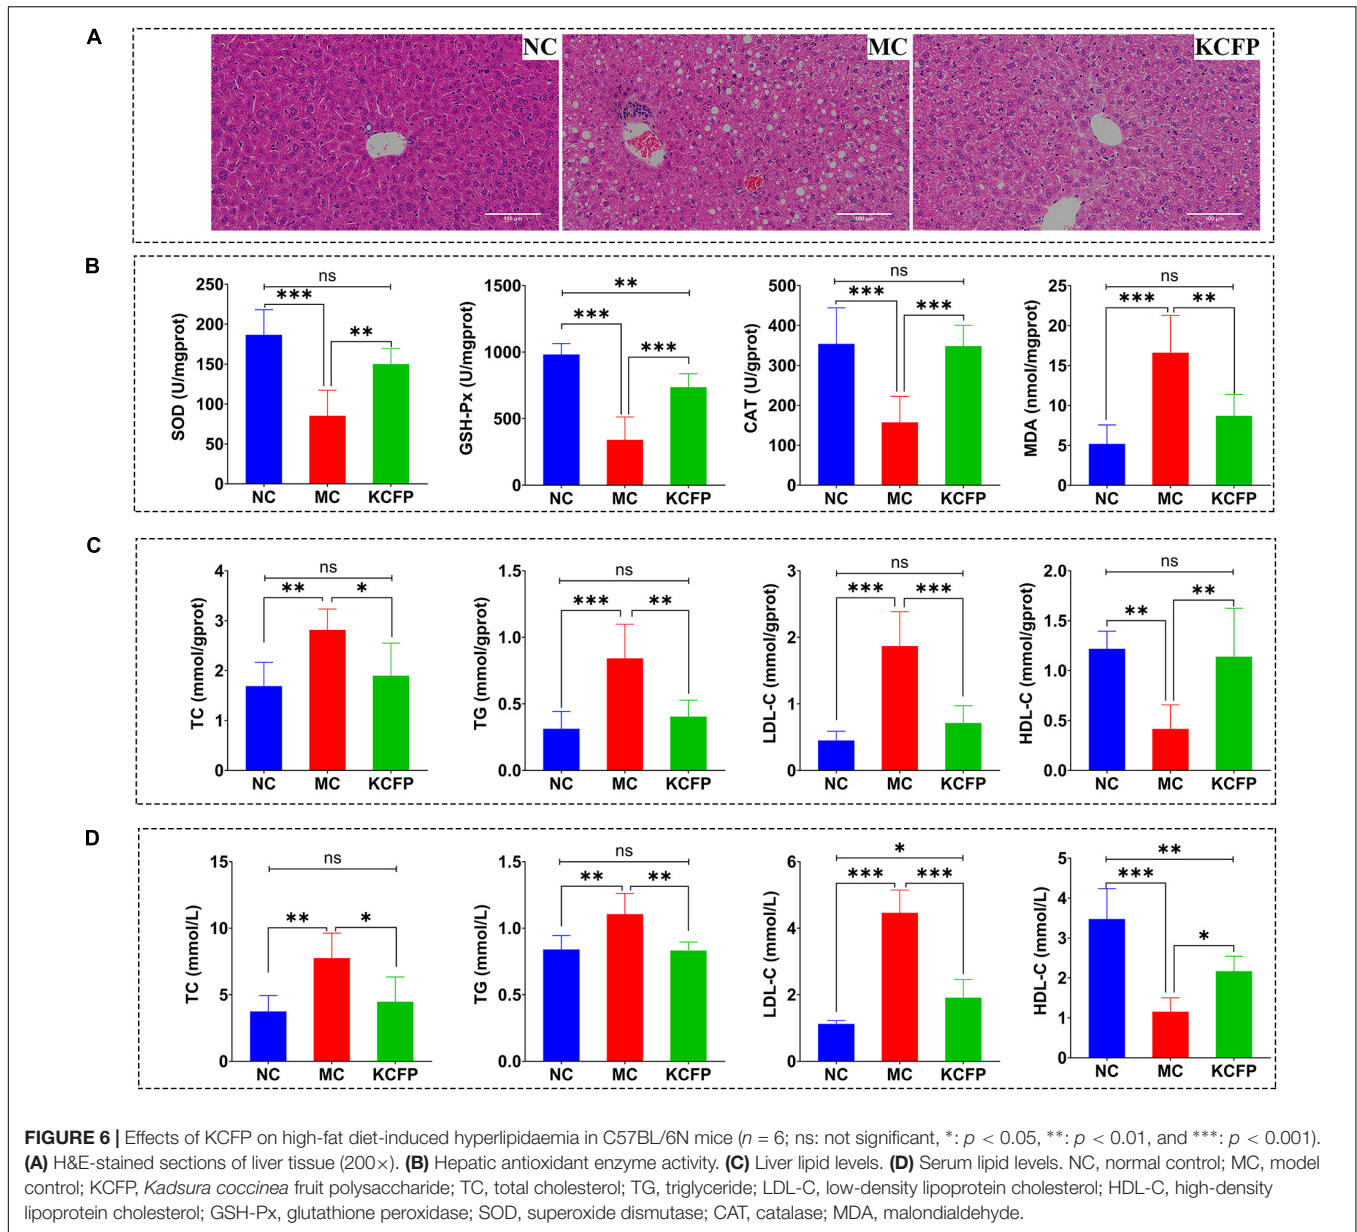 A
NC
MC
KCFP
100 μm
100 μm
100 μm
B
SOD (U/mgprot)
250
200
150
100
50
0
ns
***
**
NC MC KCFP
GSH-Px (U/mgprot)
1500
1000
500
0
**
***
***
NC MC KCFP
CAT (U/gprot)
500
400
300
200
100
0
ns
***
***
NC MC KCFP
MDA (nmol/mgprot)
25
20
15
10
5
0
ns
***
**
NC MC KCFP
C
TC (mmol/gprot)
4
3
2
1
0
ns
**
*
NC MC KCFP
TG (mmol/gprot)
1.5
1.0
0.5
0.0
ns
***
**
NC MC KCFP
LDL-C (mmol/gprot)
3
2
1
0
ns
***
***
NC MC KCFP
HDL-C (mmol/gprot)
2.0
1.5
1.0
0.5
0.0
ns
**
**
NC MC KCFP
D
TC (mmol/L)
15
10
5
0
ns
**
*
NC MC KCFP
TG (mmol/L)
1.5
1.0
0.5
0.0
ns
**
**
NC MC KCFP
LDL-C (mmol/L)
6
4
2
0
*
***
***
NC MC KCFP
HDL-C (mmol/L)
5
4
3
2
1
0
**
***
*
NC MC KCFP
FIGURE 6 | Effects of KCFP on high-fat diet-induced hyperlipidaemia in C57BL/6N mice (n = 6; ns: not significant, *: p < 0.05, **: p < 0.01, and ***: p < 0.001).
(A) H&E-stained sections of liver tissue (200×). (B) Hepatic antioxidant enzyme activity. (C) Liver lipid levels. (D) Serum lipid levels. NC, normal control; MC, model
control; KCFP, Kadsura coccinea fruit polysaccharide; TC, total cholesterol; TG, triglyceride; LDL-C, low-density lipoprotein cholesterol; HDL-C, high-density
lipoprotein cholesterol; GSH-Px, glutathione peroxidase; SOD, superoxide dismutase; CAT, catalase; MDA, malondialdehyde.